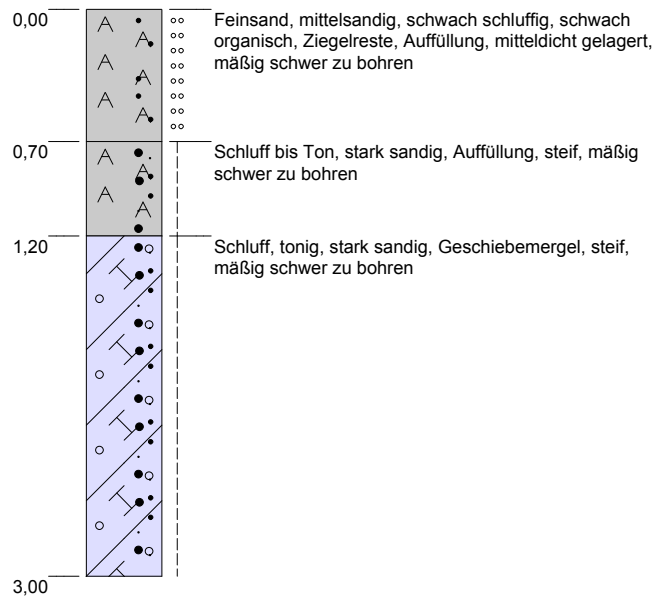 0,00
Feinsand, mittelsandig, schwach schluffig, schwach
organisch, Ziegelreste, Auffüllung, mitteldicht gelagert,
mäßig schwer zu bohren
0,70
Schluff bis Ton, stark sandig, Auffüllung, steif, mäßig
schwer zu bohren
1,20
Schluff, tonig, stark sandig, Geschiebemergel, steif,
mäßig schwer zu bohren
3,00